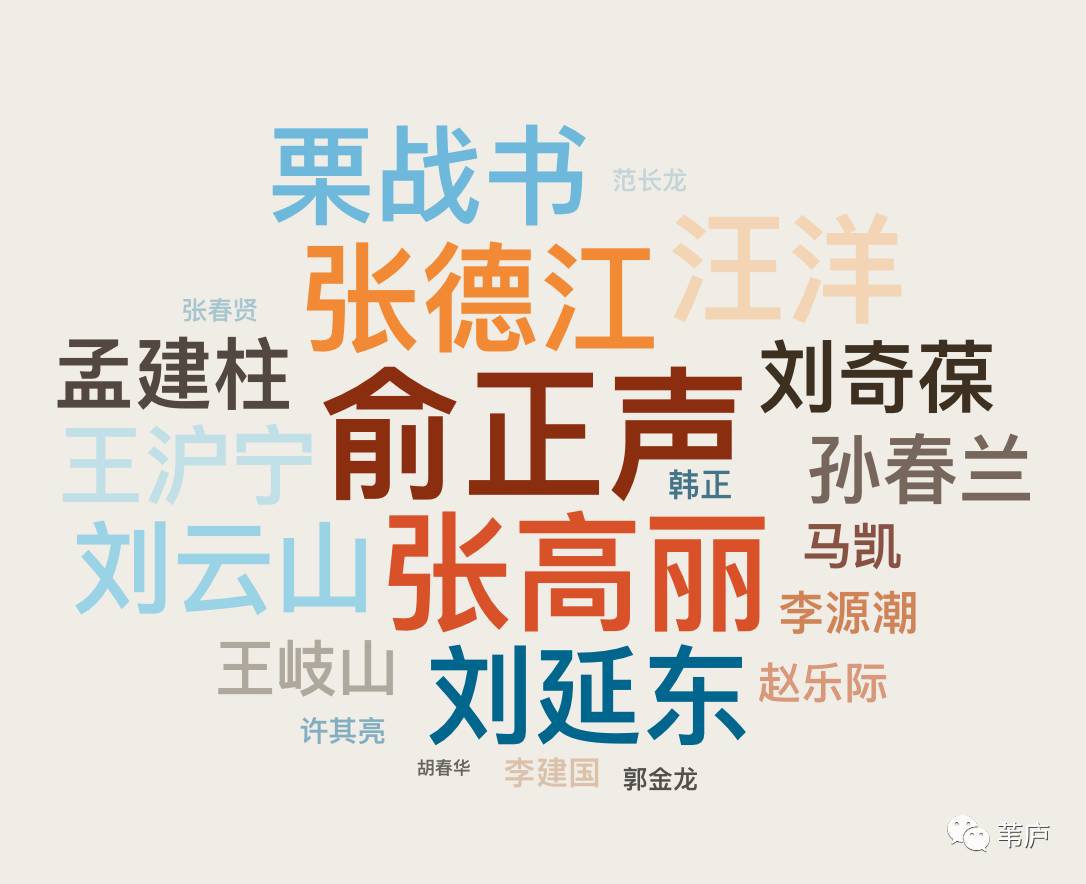 栗战书
范长龙
汪洋
张德江
张春贤
孟建柱
俞正声
刘奇葆
王沪宁
孙春兰
韩正
刘云山
张高丽
马凯
李源潮
王岐山
刘延东
赵乐际
许其亮
胡春华
李建国
郭金龙
苇庐